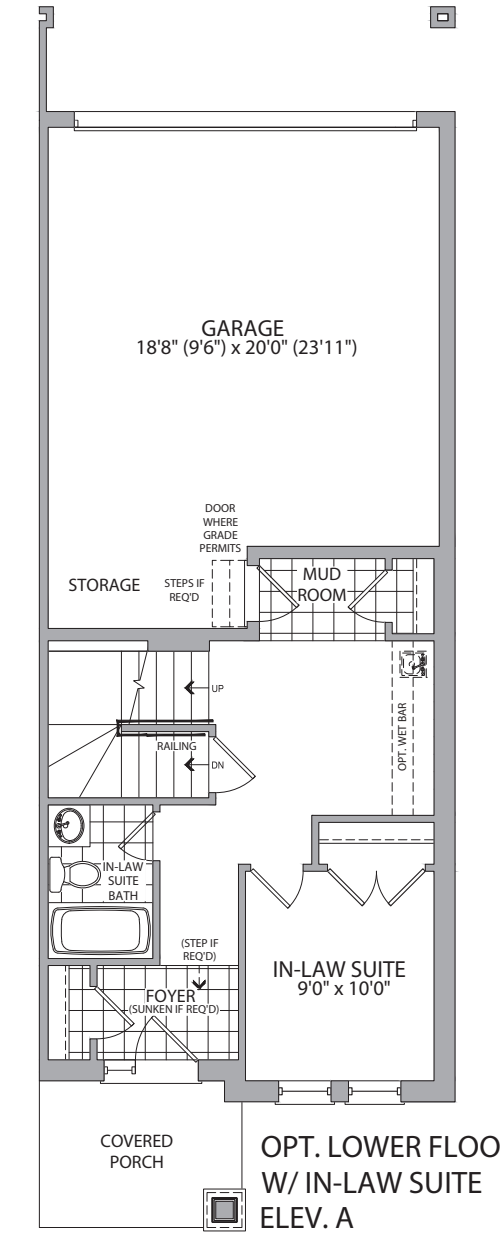 GARAGE
18'8" (9'6") x 20'0" (23'11")
DOOR
WHERE
GRADE
PERMITS
STORAGE
STEPS IF
REQ'D
MUD
ROOM
UP
RAILING
DN
OPT. WET BAR
IN-LAW
SUITE
BATH
(STEP IF
REQ'D)
FOYER
(SUNKEN IF REQ'D)
IN-LAW SUITE
9'0" x 10'0"
COVERED
PORCH
OPT. LOWER FLOO
W/ IN-LAW SUITE
ELEV. A